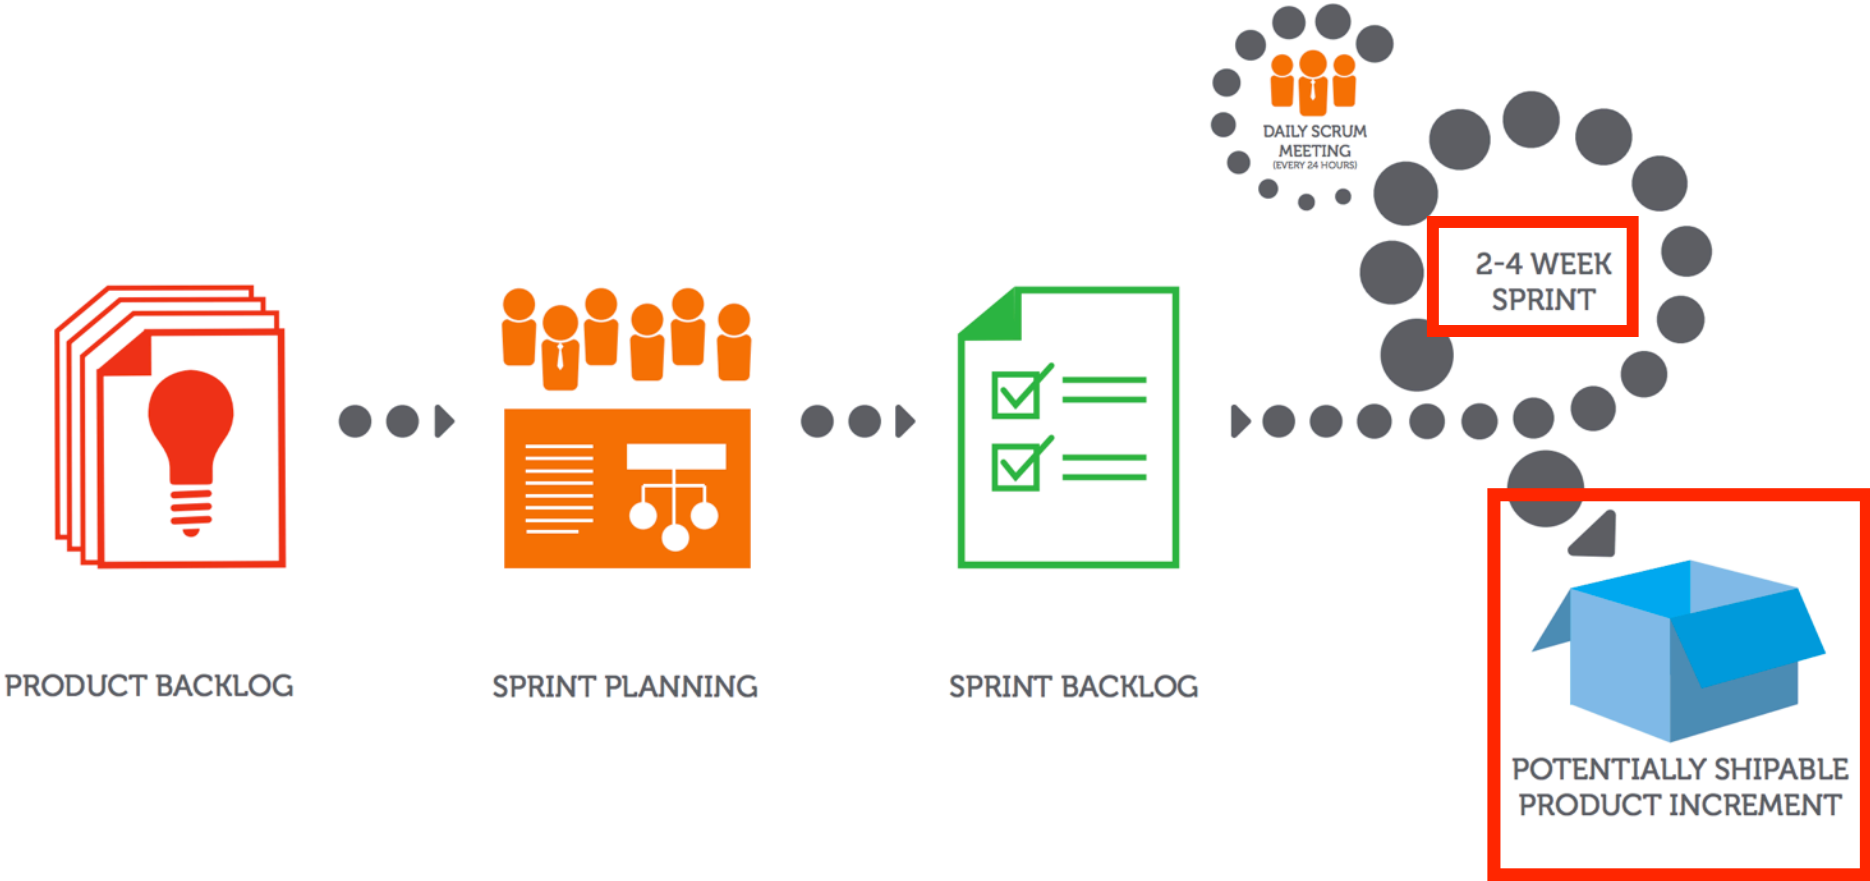 PRODUCT BACKLOG
SPRINT PLANNING
SPRINT BACKLOG
DAILY SCRUM
MEETING
(EVERY 24 HOURS)
2-4 WEEK
SPRINT
POTENTIALLY SHIPABLE
PRODUCT INCREMENT